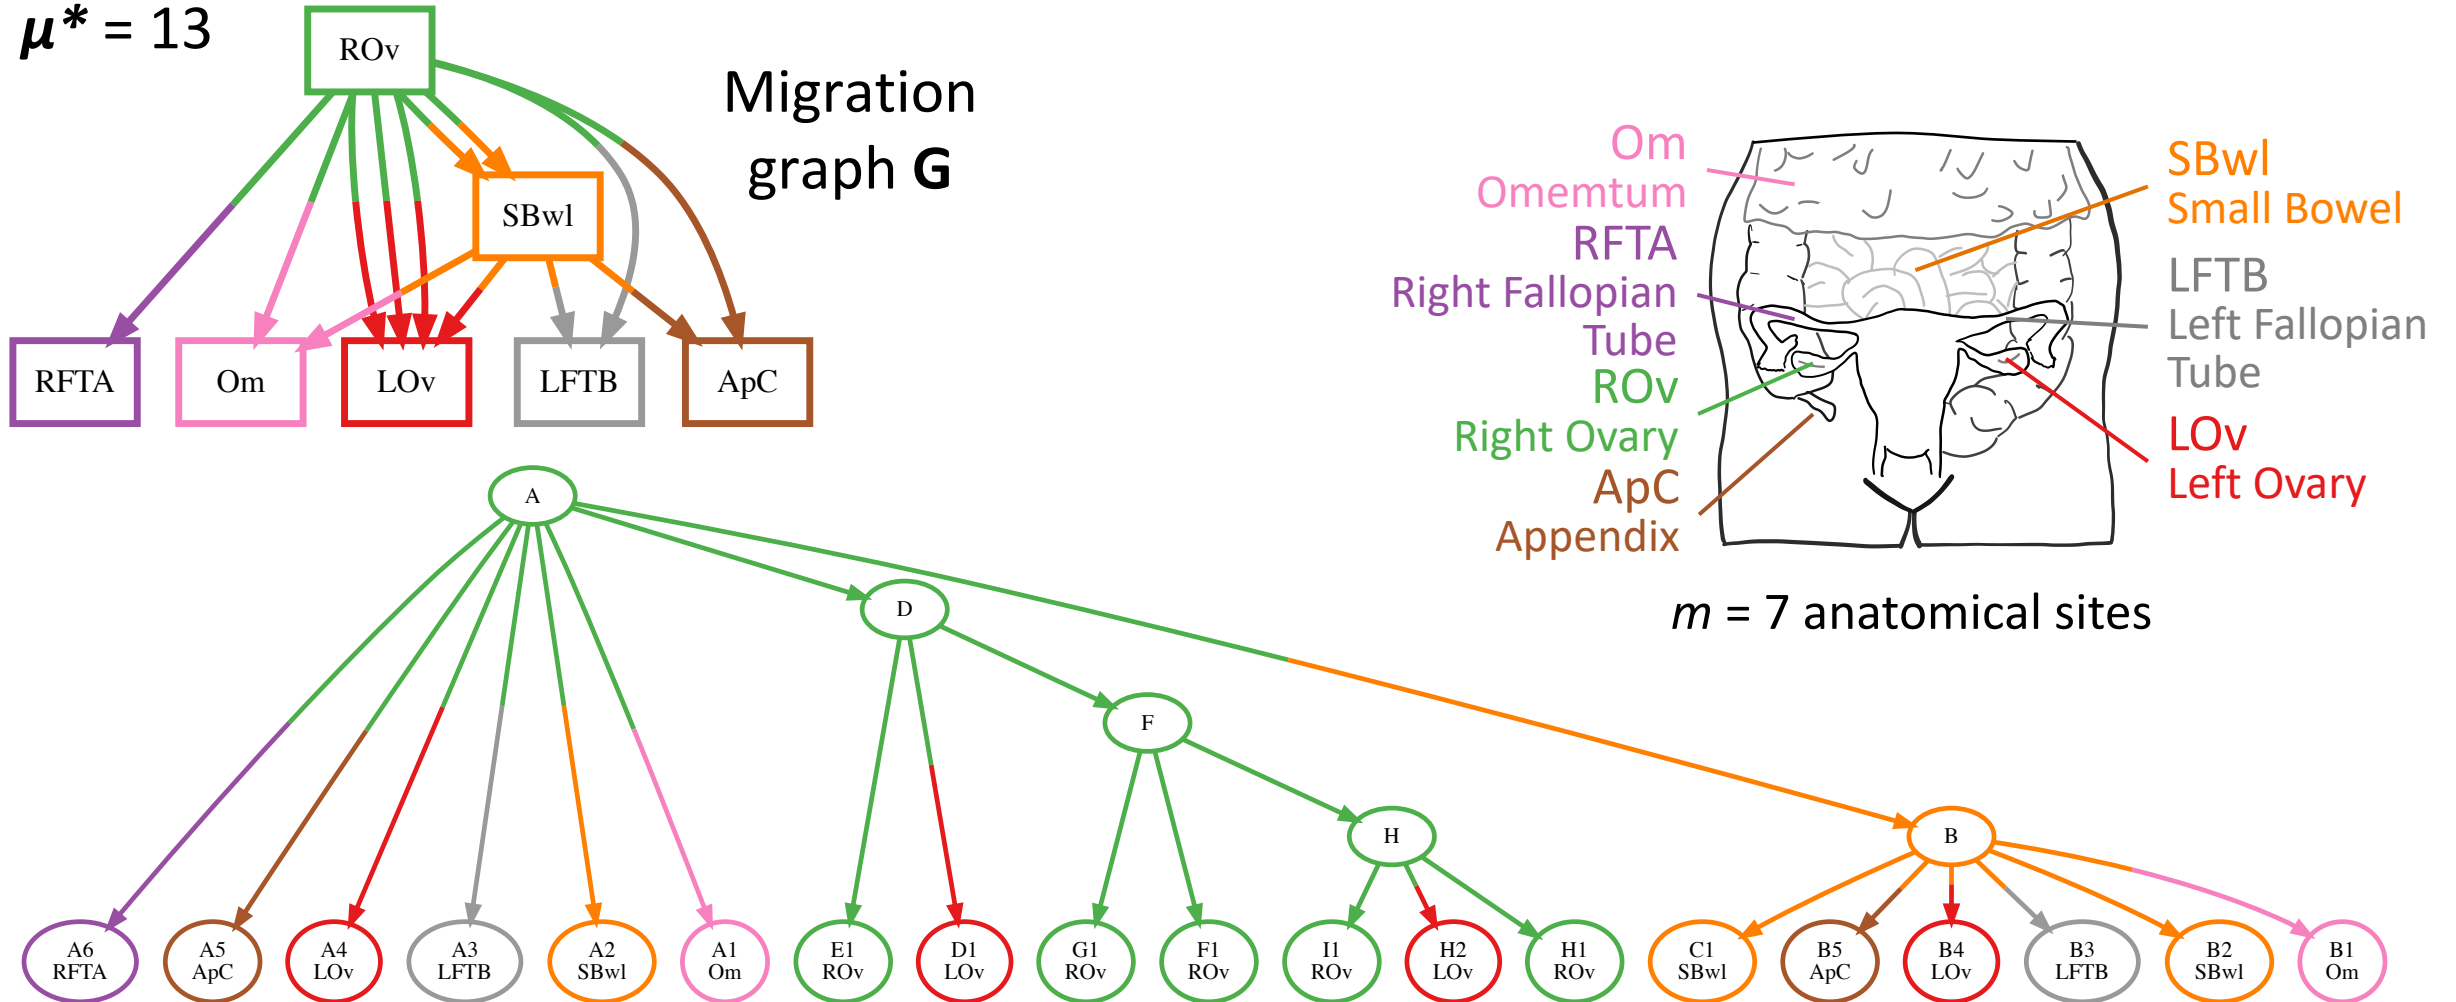 μ* = 13
ROv
SBwl
RFTA
Om
LOv
LFTB
ApC
Migration
graph G
Om
Omemtum
RFTA
Right Fallopian
Tube
ROv
Right Ovary
ApC
Appendix
SBwl
Small Bowel
LFTB
Left Fallopian
Tube
LOv
Left Ovary
m = 7 anatomical sites
A
D
F
H
B
A6
RFTA
A5
ApC
A4
LOv
A3
LFTB
A2
SBwl
A1
Om
E1
ROv
D1
LOv
G1
ROv
F1
ROv
I1
ROv
H2
LOv
H1
ROv
C1
SBwl
B5
ApC
B4
LOv
B3
LFTB
B2
SBwl
B1
Om